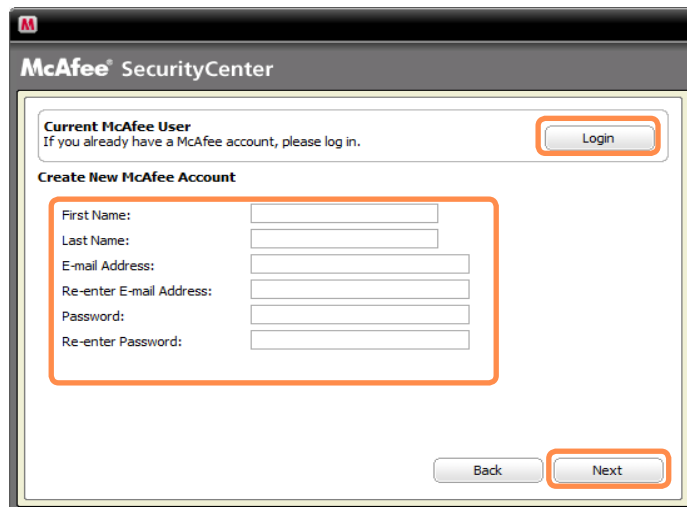 M
McAfee® SecurityCenter
Current McAfee User
If you already have a McAfee account, please log in.
Login
Create New McAfee Account
First Name:
Last Name:
E-mail Address:
Re-enter E-mail Address:
Password:
Re-enter Password:
Back
Next